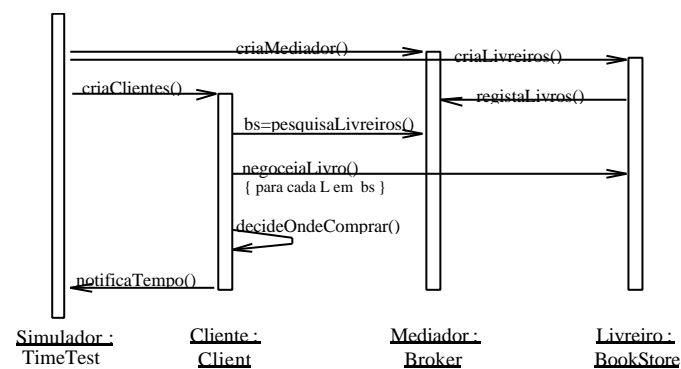 criaMediador()
criaLivreiros()
criaClientes()
registaLivros()
bs=pesquisaLivreiros()
negoceiaLivro()
{ para cada L em bs }
decideOndeComprar()
notificaTempo()
Simulador :
TimeTest
Cliente :
Client
Mediador :
Broker
Livreiro :
BookStore